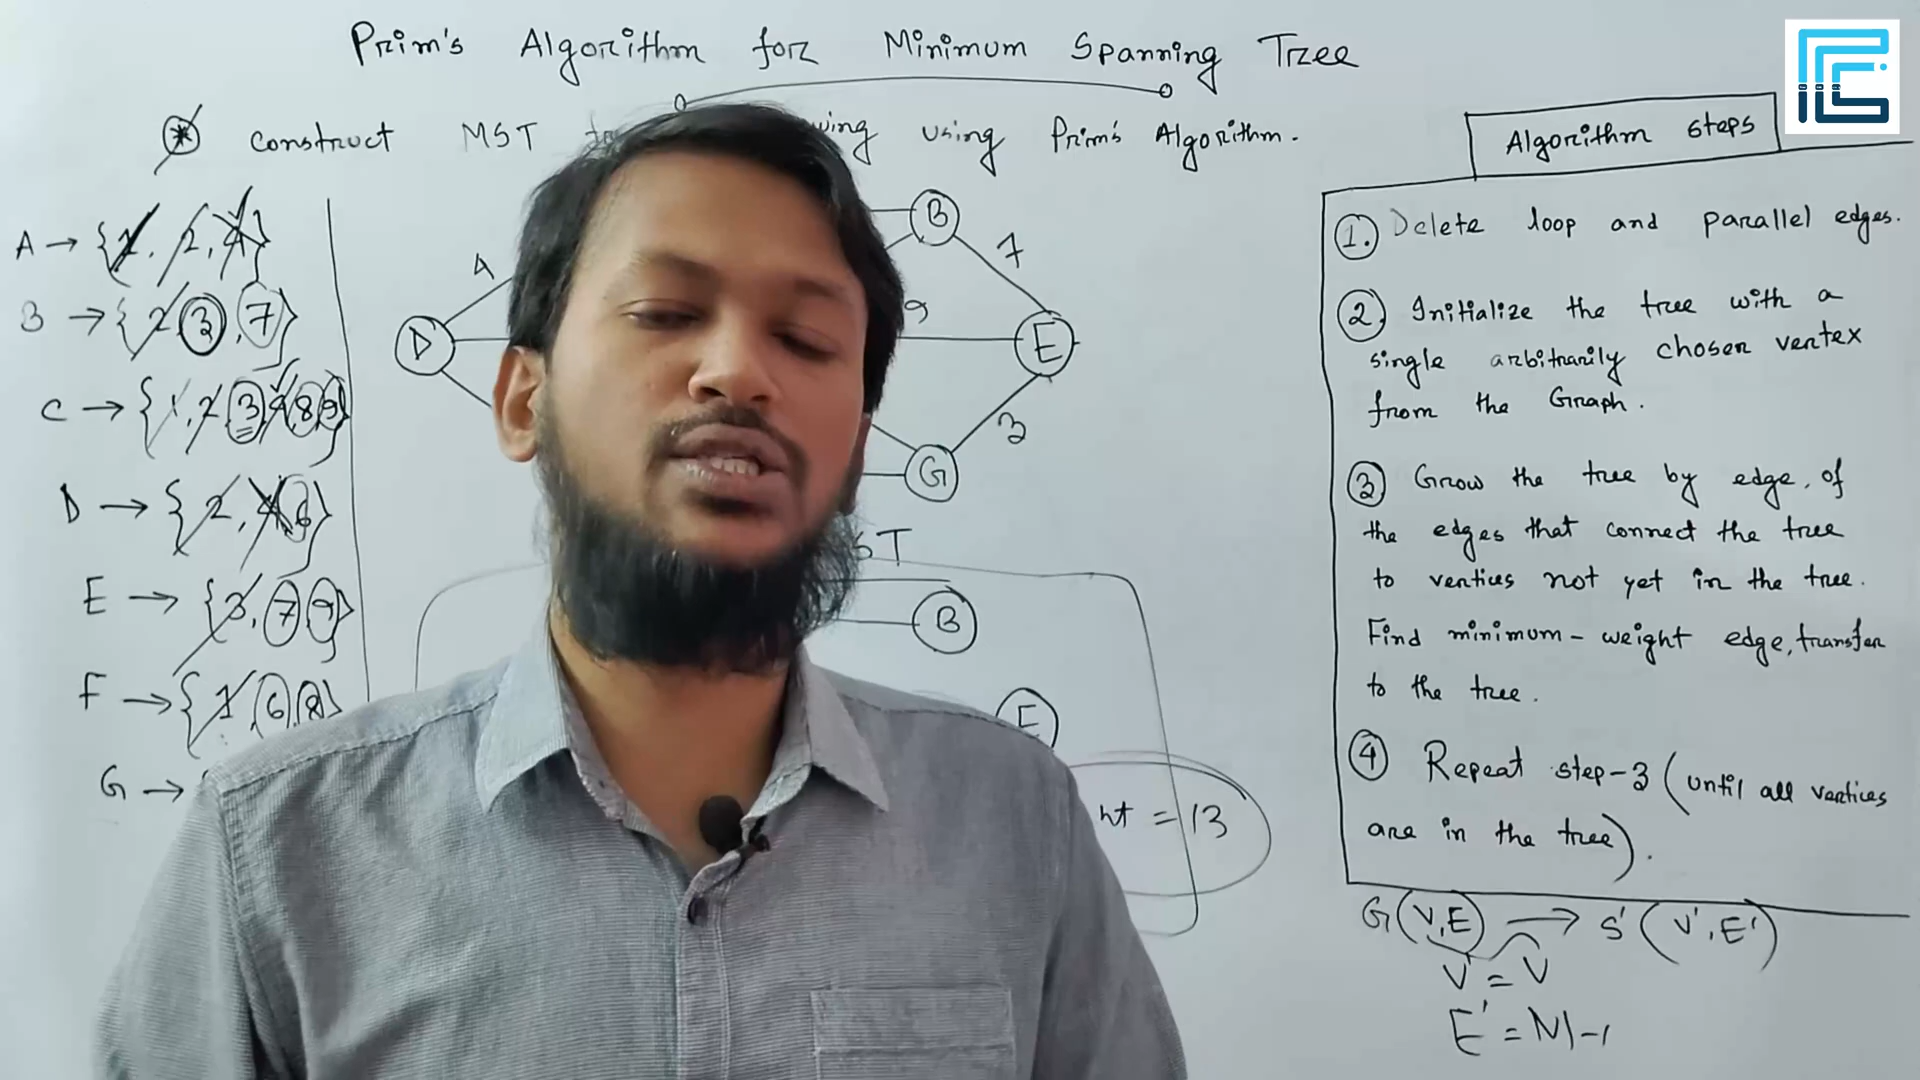 Prim's Algorithm for Minimum Spanning Tree
* Construct MST using Prim's Algorithm.
A → {1, 2, 4}
B → {2, 3, 7}
C → {1, 2, 3, 4, 8, 9}
D → {2, 4, 6}
E → {3, 7, 9}
F → {1, 6, 8}
G →
B
4
7
D
9
E
3
G
B
E
= 13
Algorithm steps
1. Delete loop and parallel edges.
2. Initialize the tree with a
single arbitrarily chosen vertex
from the Graph.
3 Grow the tree by edge, of
the edges that connect the tree
to vertices not yet in the tree.
Find minimum-weight edge, transfer
to the tree.
4 Repeat step-3 (until all vertices
are in the tree).
G(V,E) → S'(V',E')
V' = V
E' = |V|-1